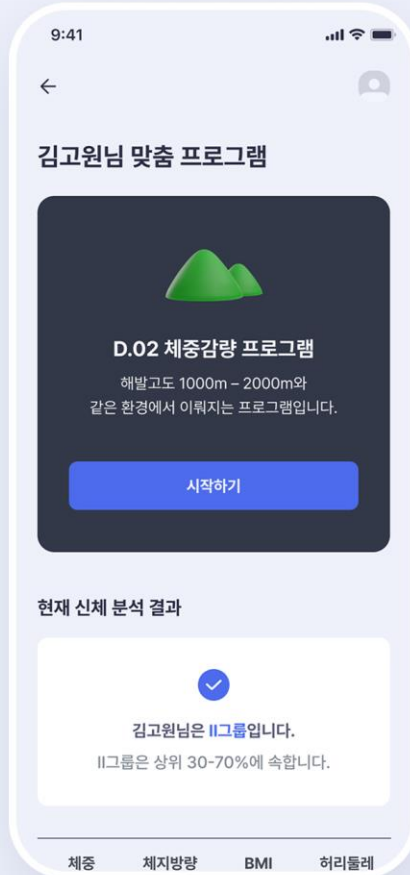 9:41
김고원님 맞춤 프로그램
D.02 체중감량 프로그램
해발고도 1000m – 2000m와
같은 환경에서 이뤄지는 프로그램입니다.
시작하기
현재 신체 분석 결과
김고원님은 II그룹입니다.
II그룹은 상위 30-70%에 속합니다.
체중 체지방량 BMI 허리둘레